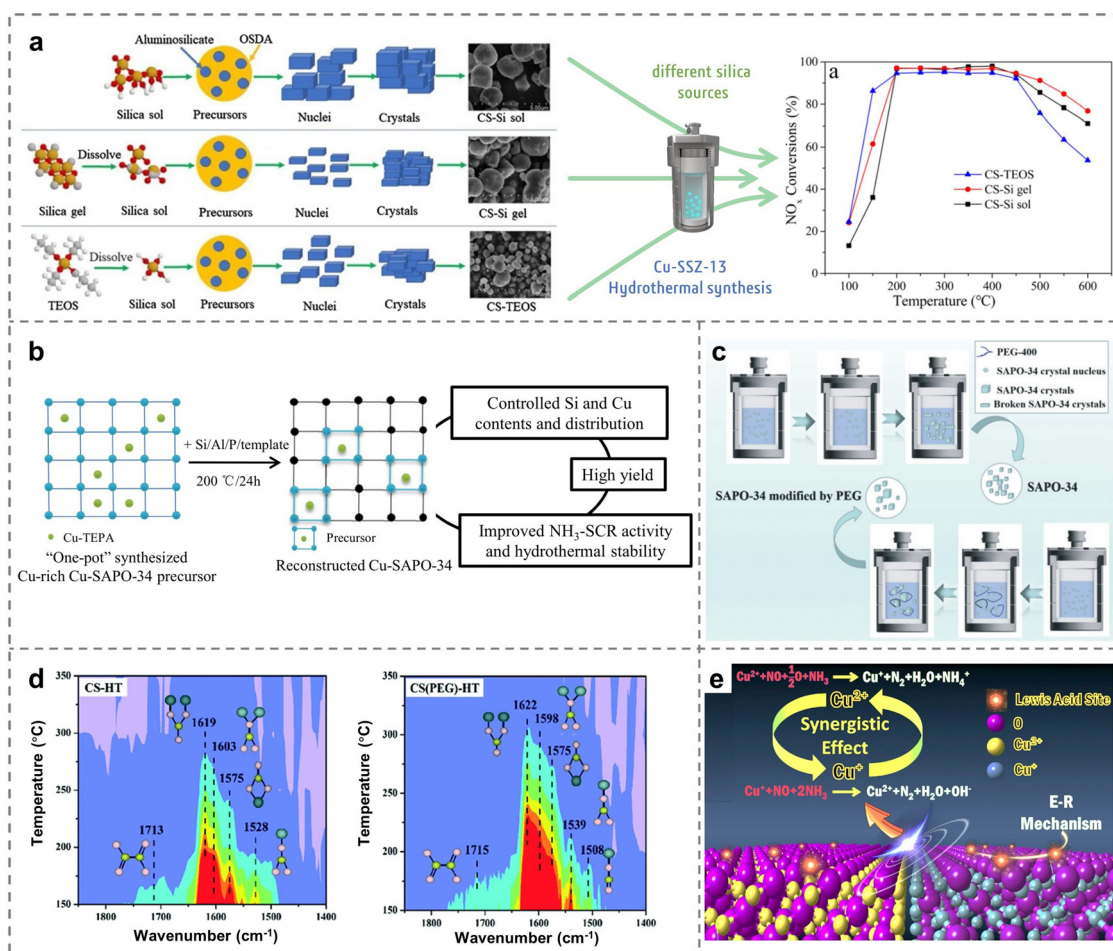 a
Aluminosilicate
OSDA
Silica sol
Precursors
Nuclei
Crystals
CS-Si sol
Dissolve
Silica gel
Silica sol
Precursors
Nuclei
Crystals
CS-Si gel
Dissolve
TEOS
Silica sol
Precursors
Nuclei
Crystals
CS-TEOS
different silica
sources
Cu-SSZ-13
Hydrothermal synthesis
a
NOx Conversions (%)
100
90
80
60
40
20
0
CS-TEOS
CS-Si gel
CS-Si sol
100 200 300 400 500 600
Temperature (°C)
b
+ Si/Al/P/template
200 ℃/24h
Cu-TEPA
“One-pot” synthesized
Cu-rich Cu-SAPO-34 precursor
Precursor
Reconstructed Cu-SAPO-34
Controlled Si and Cu
contents and distribution
High yield
Improved NH3-SCR activity
and hydrothermal stability
c
PEG-400
SAPO-34 crystal nucleus
SAPO-34 crystals
Broken SAPO-34 crystals
SAPO-34 modified by PEG
SAPO-34
d
CS-HT
Temperature (°C)
350
300
250
200
150
1619
1603
1575
1713
1528
1800 1700 1600 1500 1400
Wavenumber (cm-1)
CS(PEG)-HT
Temperature (°C)
350
300
250
200
150
1622
1598
1575
1539
1715
1508
1800 1700 1600 1500 1400
Wavenumber (cm-1)
e
Cu2++NO+1/2O+NH3 → Cu++N2+H2O+NH4+
Cu2+
Synergistic
Effect
Cu+
Cu++NO+2NH3 → Cu2++N2+H2O+OH-
Lewis Acid Site
O
Cu2+
Cu+
E-R
Mechanism